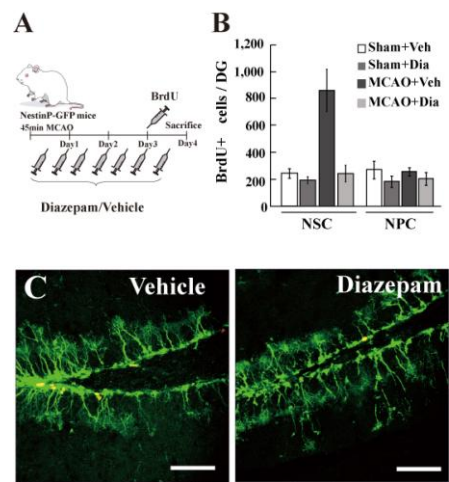 A
BrdU
NestinP-GFP mice
45min MCAO
Sacrifice
Day1
Day2
Day3
Day4
Diazepam/Vehicle
B
BrdU+ cells / DG
1,200
1,000
800
600
400
200
0
Sham+Veh
Sham+Dia
MCAO+Veh
MCAO+Dia
NSC
NPC
C
Vehicle
Diazepam